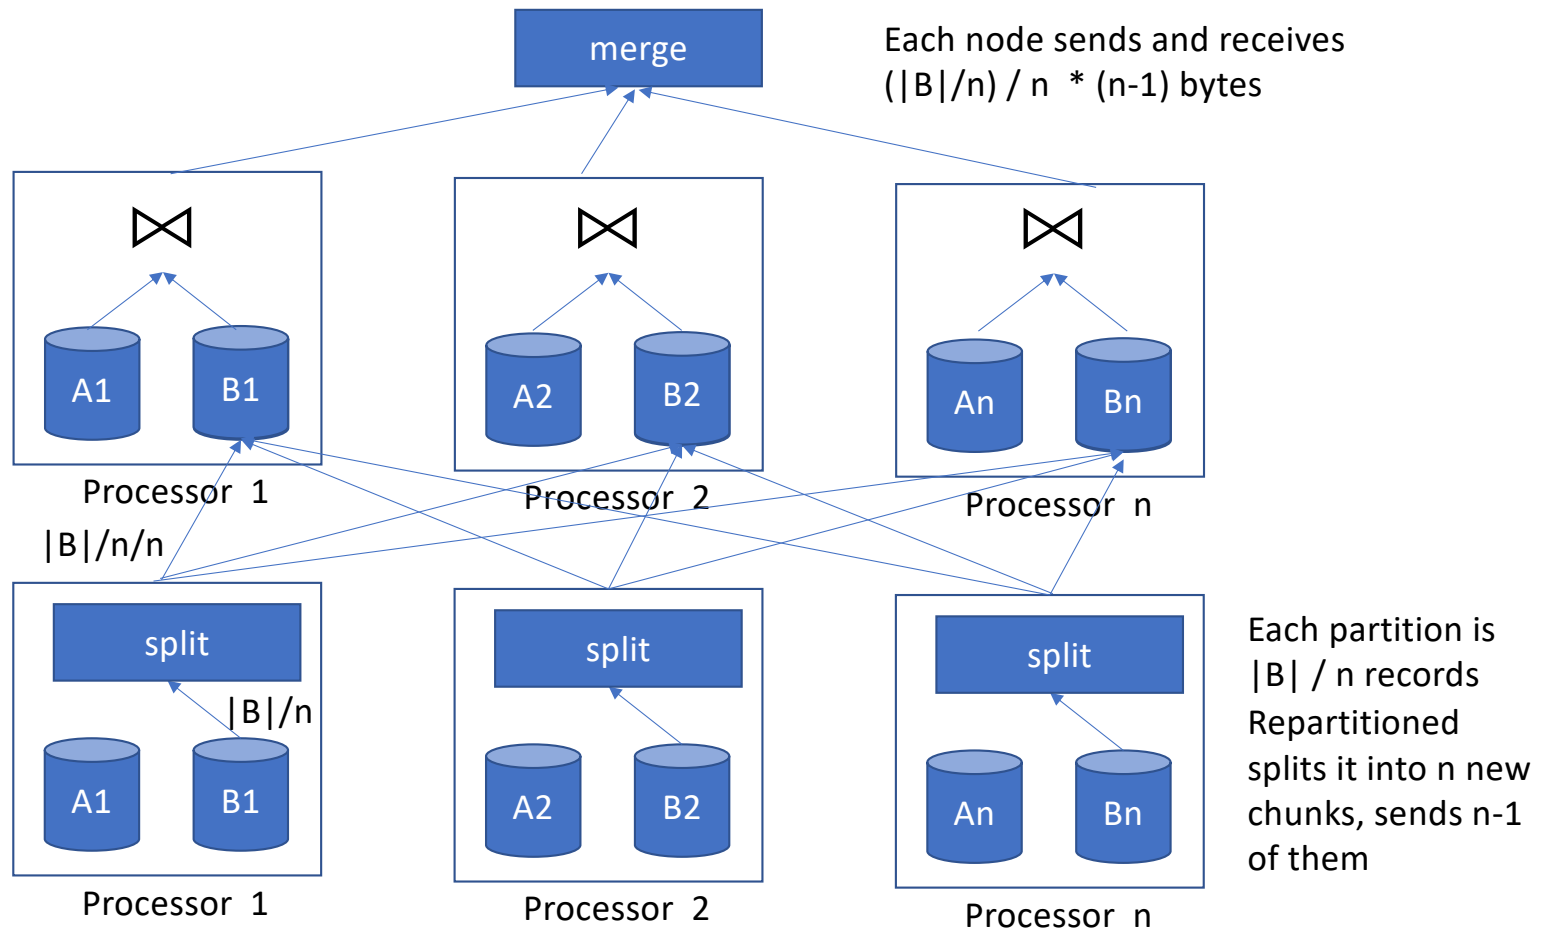 merge
Each node sends and receives
(|B|/n) / n * (n-1) bytes
A1
B1
A2
B2
An
Bn
Processor 1
Processor 2
Processor n
|B|/n/n
split
split
split
|B|/n
A1
B1
A2
B2
An
Bn
Each partition is
|B| / n records
Repartitioned
splits it into n new
chunks, sends n-1
of them
Processor 1
Processor 2
Processor n